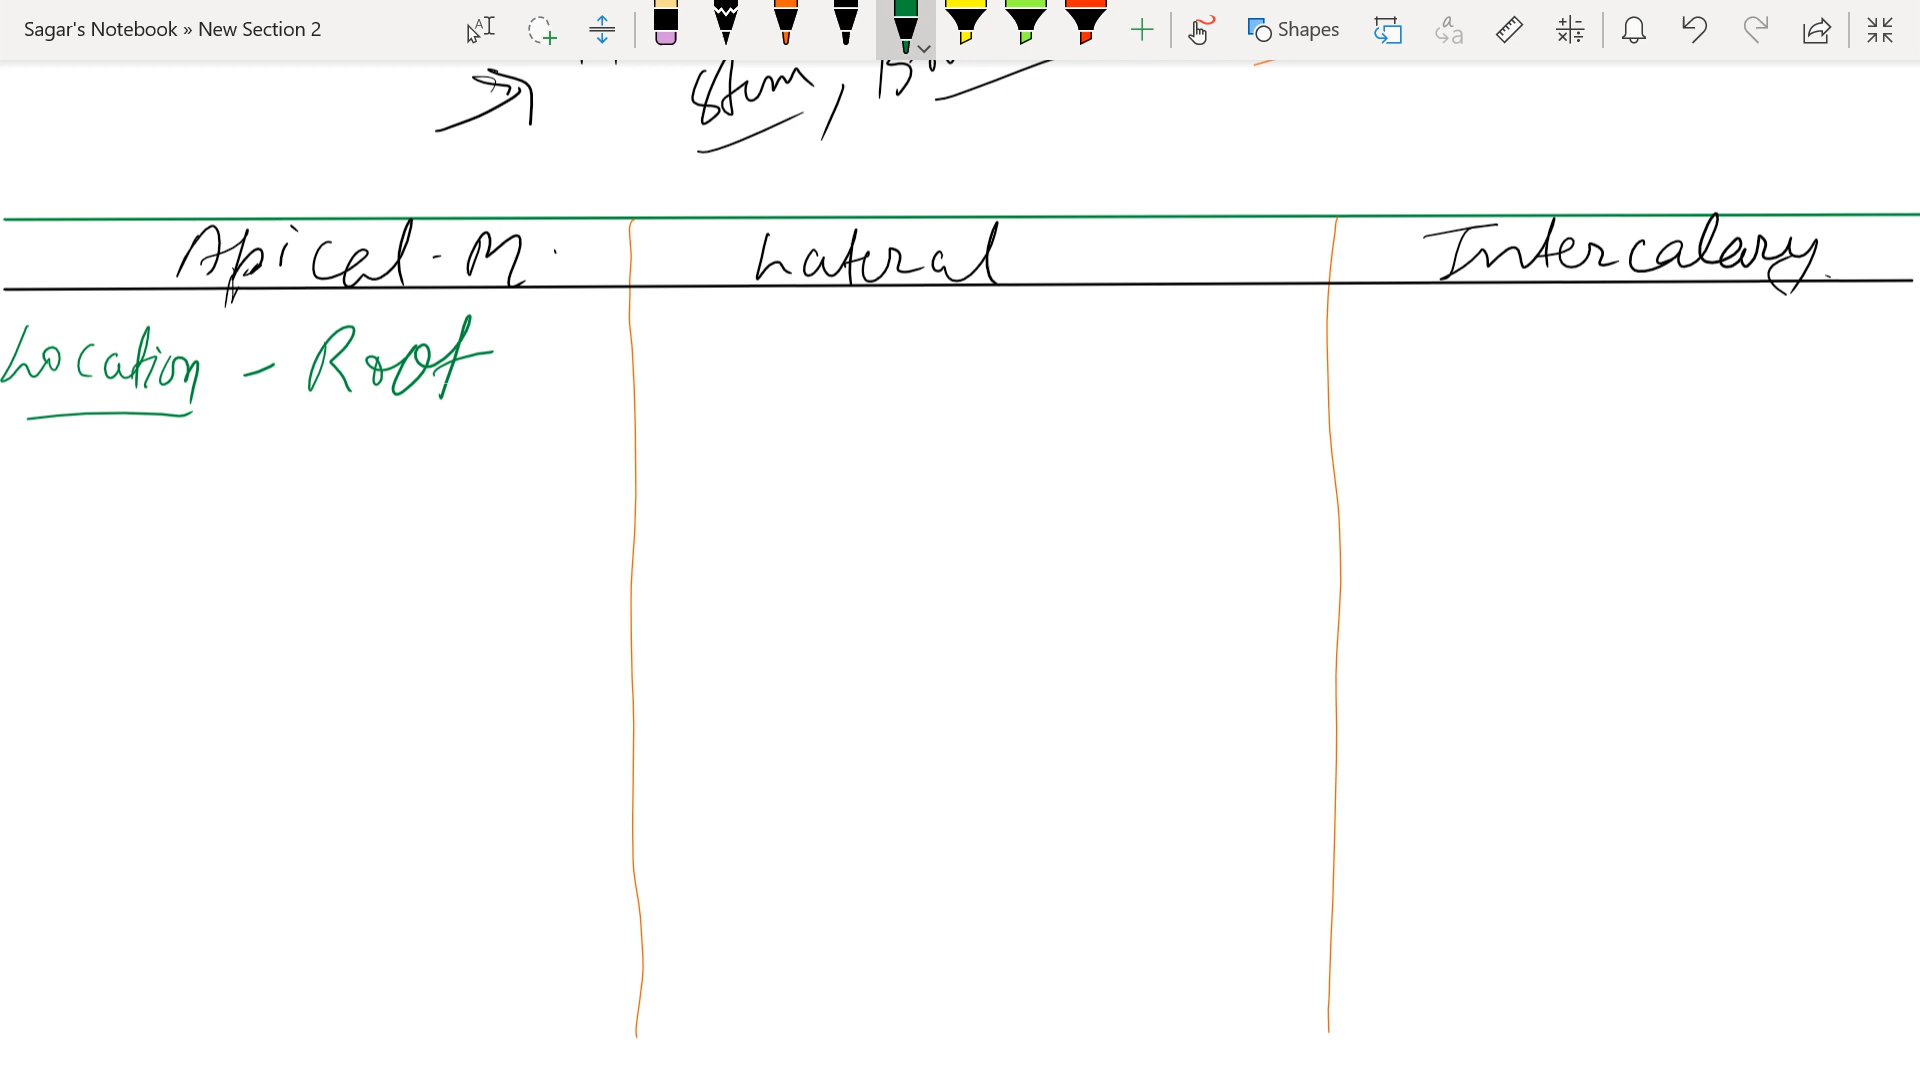 Sagar's Notebook » New Section 2
Shapes
Stem,
Apical - M. Lateral Intercalary
Location - Root